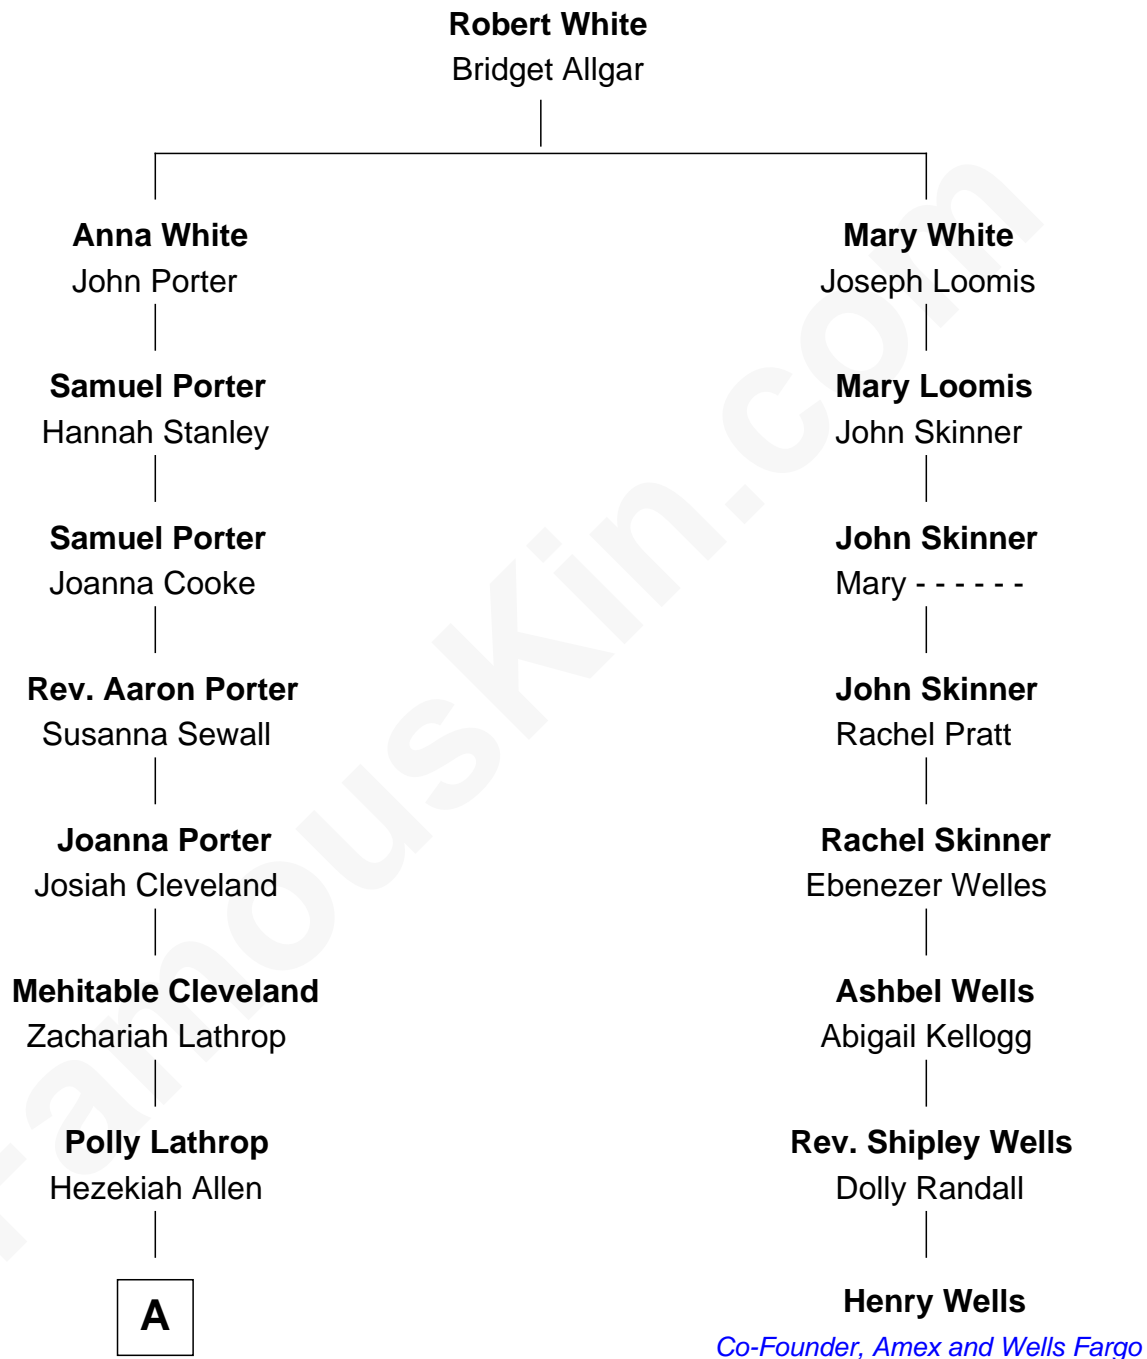 Robert White
Bridget Allgar
Anna White
John Porter
Samuel Porter
Hannah Stanley
Samuel Porter
Joanna Cooke
Rev. Aaron Porter
Susanna Sewall
Joanna Porter
Josiah Cleveland
Mehitable Cleveland
Zachariah Lathrop
Polly Lathrop
Hezekiah Allen
A
Mary White
Joseph Loomis
Mary Loomis
John Skinner
John Skinner
Mary - - - - - -
John Skinner
Rachel Pratt
Rachel Skinner
Ebenezer Welles
Ashbel Wells
Abigail Kellogg
Rev. Shipley Wells
Dolly Randall
Henry Wells
Co-Founder, Amex and Wells Fargo
FamousKin.com